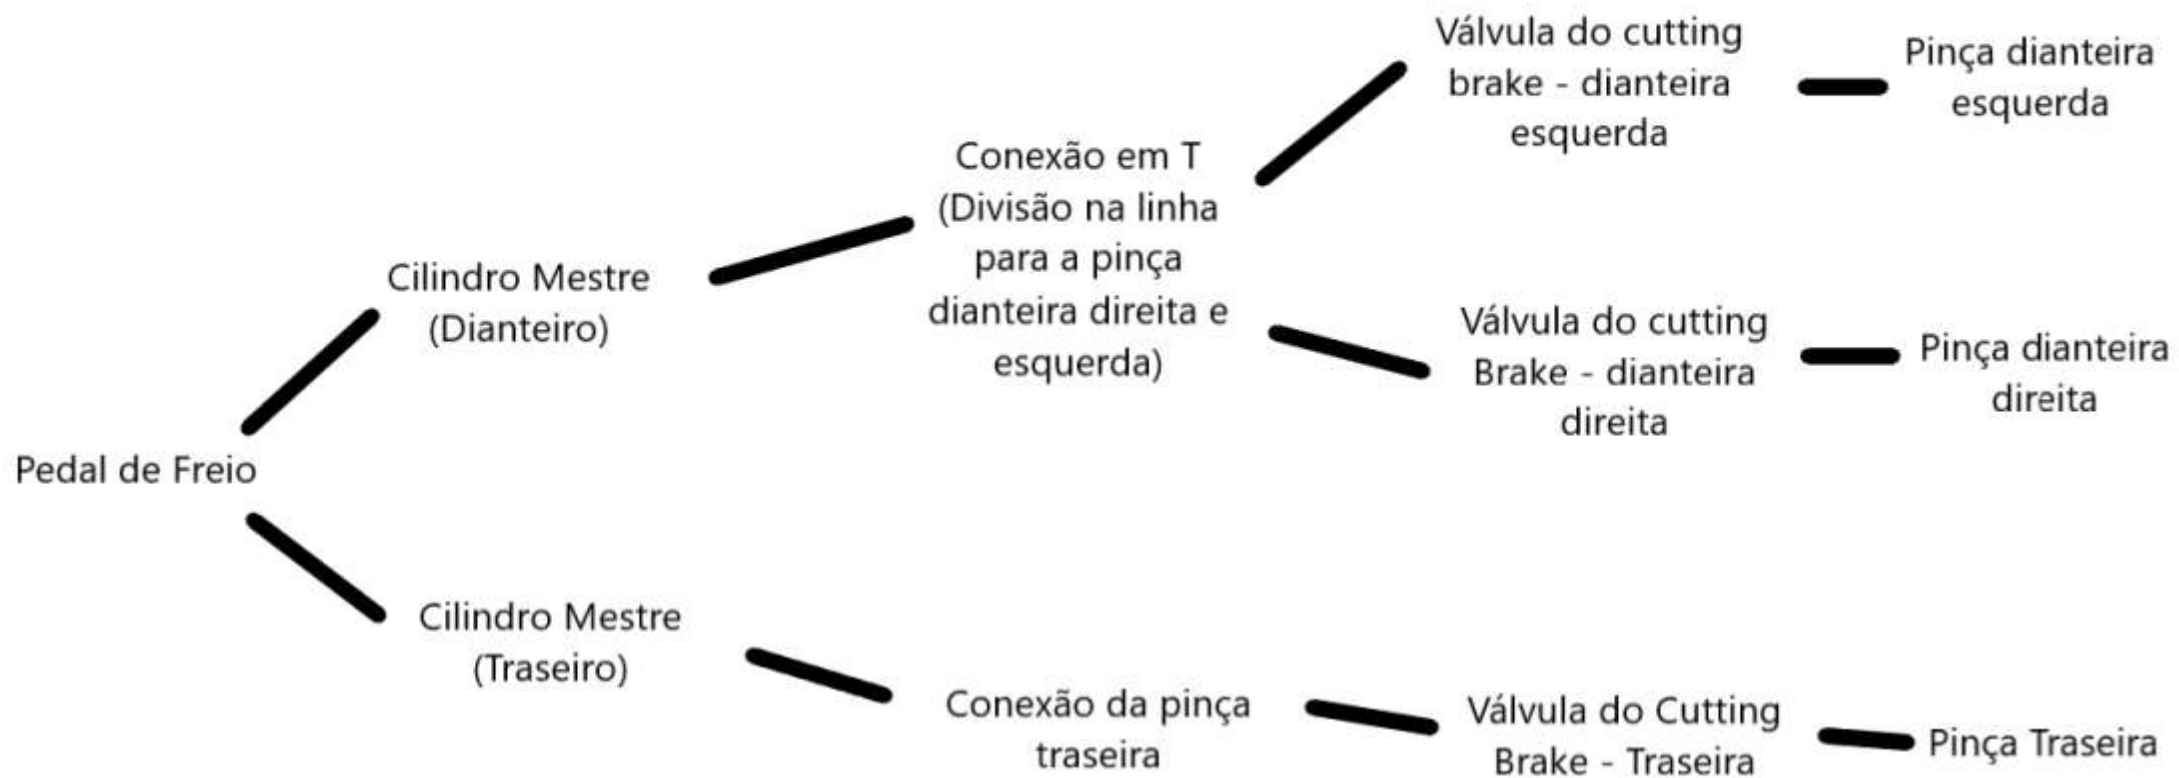 Pedal de Freio
Cilindro Mestre
(Dianteiro)
Conexão em T
(Divisão na linha
para a pinça
dianteira direita e
esquerda)
Válvula do cutting
brake - dianteira
esquerda
Pinça dianteira
esquerda
Válvula do cutting
Brake - dianteira
direita
Pinça dianteira
direita
Cilindro Mestre
(Traseiro)
Conexão da pinça
traseira
Válvula do Cutting
Brake - Traseira
Pinça Traseira